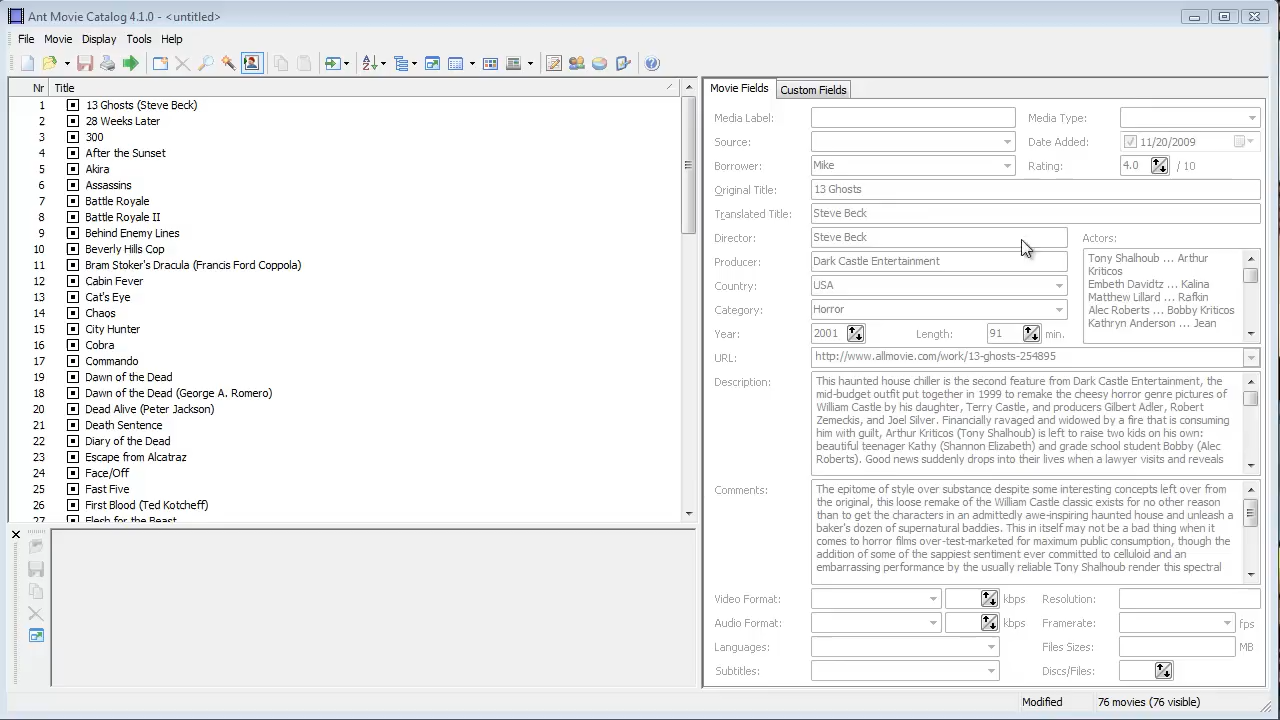 Ant Movie Catalog 4.1.0 - <untitled>
File Movie Display Tools Help
Nr Title
1 13 Ghosts (Steve Beck)
2 28 Weeks Later
3 300
4 After the Sunset
5 Akira
6 Assassins
7 Battle Royale
8 Battle Royale II
9 Behind Enemy Lines
10 Beverly Hills Cop
11 Bram Stoker's Dracula (Francis Ford Coppola)
12 Cabin Fever
13 Cat's Eye
14 Chaos
15 City Hunter
16 Cobra
17 Commando
19 Dawn of the Dead
18 Dawn of the Dead (George A. Romero)
20 Dead Alive (Peter Jackson)
21 Death Sentence
22 Diary of the Dead
23 Escape from Alcatraz
24 Face/Off
25 Fast Five
26 First Blood (Ted Kotcheff)
27 Flesh for the Beast
Movie Fields Custom Fields
Media Label: Media Type:
Source: Date Added: 11/20/2009
Borrower: Mike Rating: 4.0 / 10
Original Title: 13 Ghosts
Translated Title: Steve Beck
Director: Steve Beck
Actors:
Tony Shalhoub ... Arthur
Kriticos
Embeth Davidtz ... Kalina
Matthew Lillard ... Rafkin
Alec Roberts ... Bobby Kriticos
Kathryn Anderson ... Jean
Producer: Dark Castle Entertainment
Country: USA
Category: Horror
Year: 2001 Length: 91 min.
URL: http://www.allmovie.com/work/13-ghosts-254895
Description:
This haunted house chiller is the second feature from Dark Castle Entertainment, the
mid-budget outfit put together in 1999 to remake the cheesy horror genre pictures of
William Castle by his daughter, Terry Castle, and producers Gilbert Adler, Robert
Zemeckis, and Joel Silver. Financially ravaged and widowed by a fire that is consuming
him with guilt, Arthur Kriticos (Tony Shalhoub) is left to raise two kids on his own:
beautiful teenager Kathy (Shannon Elizabeth) and grade school student Bobby (Alec
Roberts). Good news suddenly drops into their lives when a lawyer visits and reveals
Comments:
The epitome of style over substance despite some interesting concepts left over from
the original, this loose remake of the William Castle classic exists for no other reason
than to get the characters in an admittedly awe-inspiring haunted house and unleash a
baker's dozen of supernatural baddies. This in itself may not be a bad thing when it
comes to horror films over-test-marketed for maximum public consumption, though the
addition of some of the sappiest sentiment ever committed to celluloid and an
embarrassing performance by the usually reliable Tony Shalhoub render this spectral
Video Format: kbps Resolution:
Audio Format: kbps Framerate: fps
Languages: Files Sizes: MB
Subtitles: Discs/Files:
Modified 76 movies (76 visible)